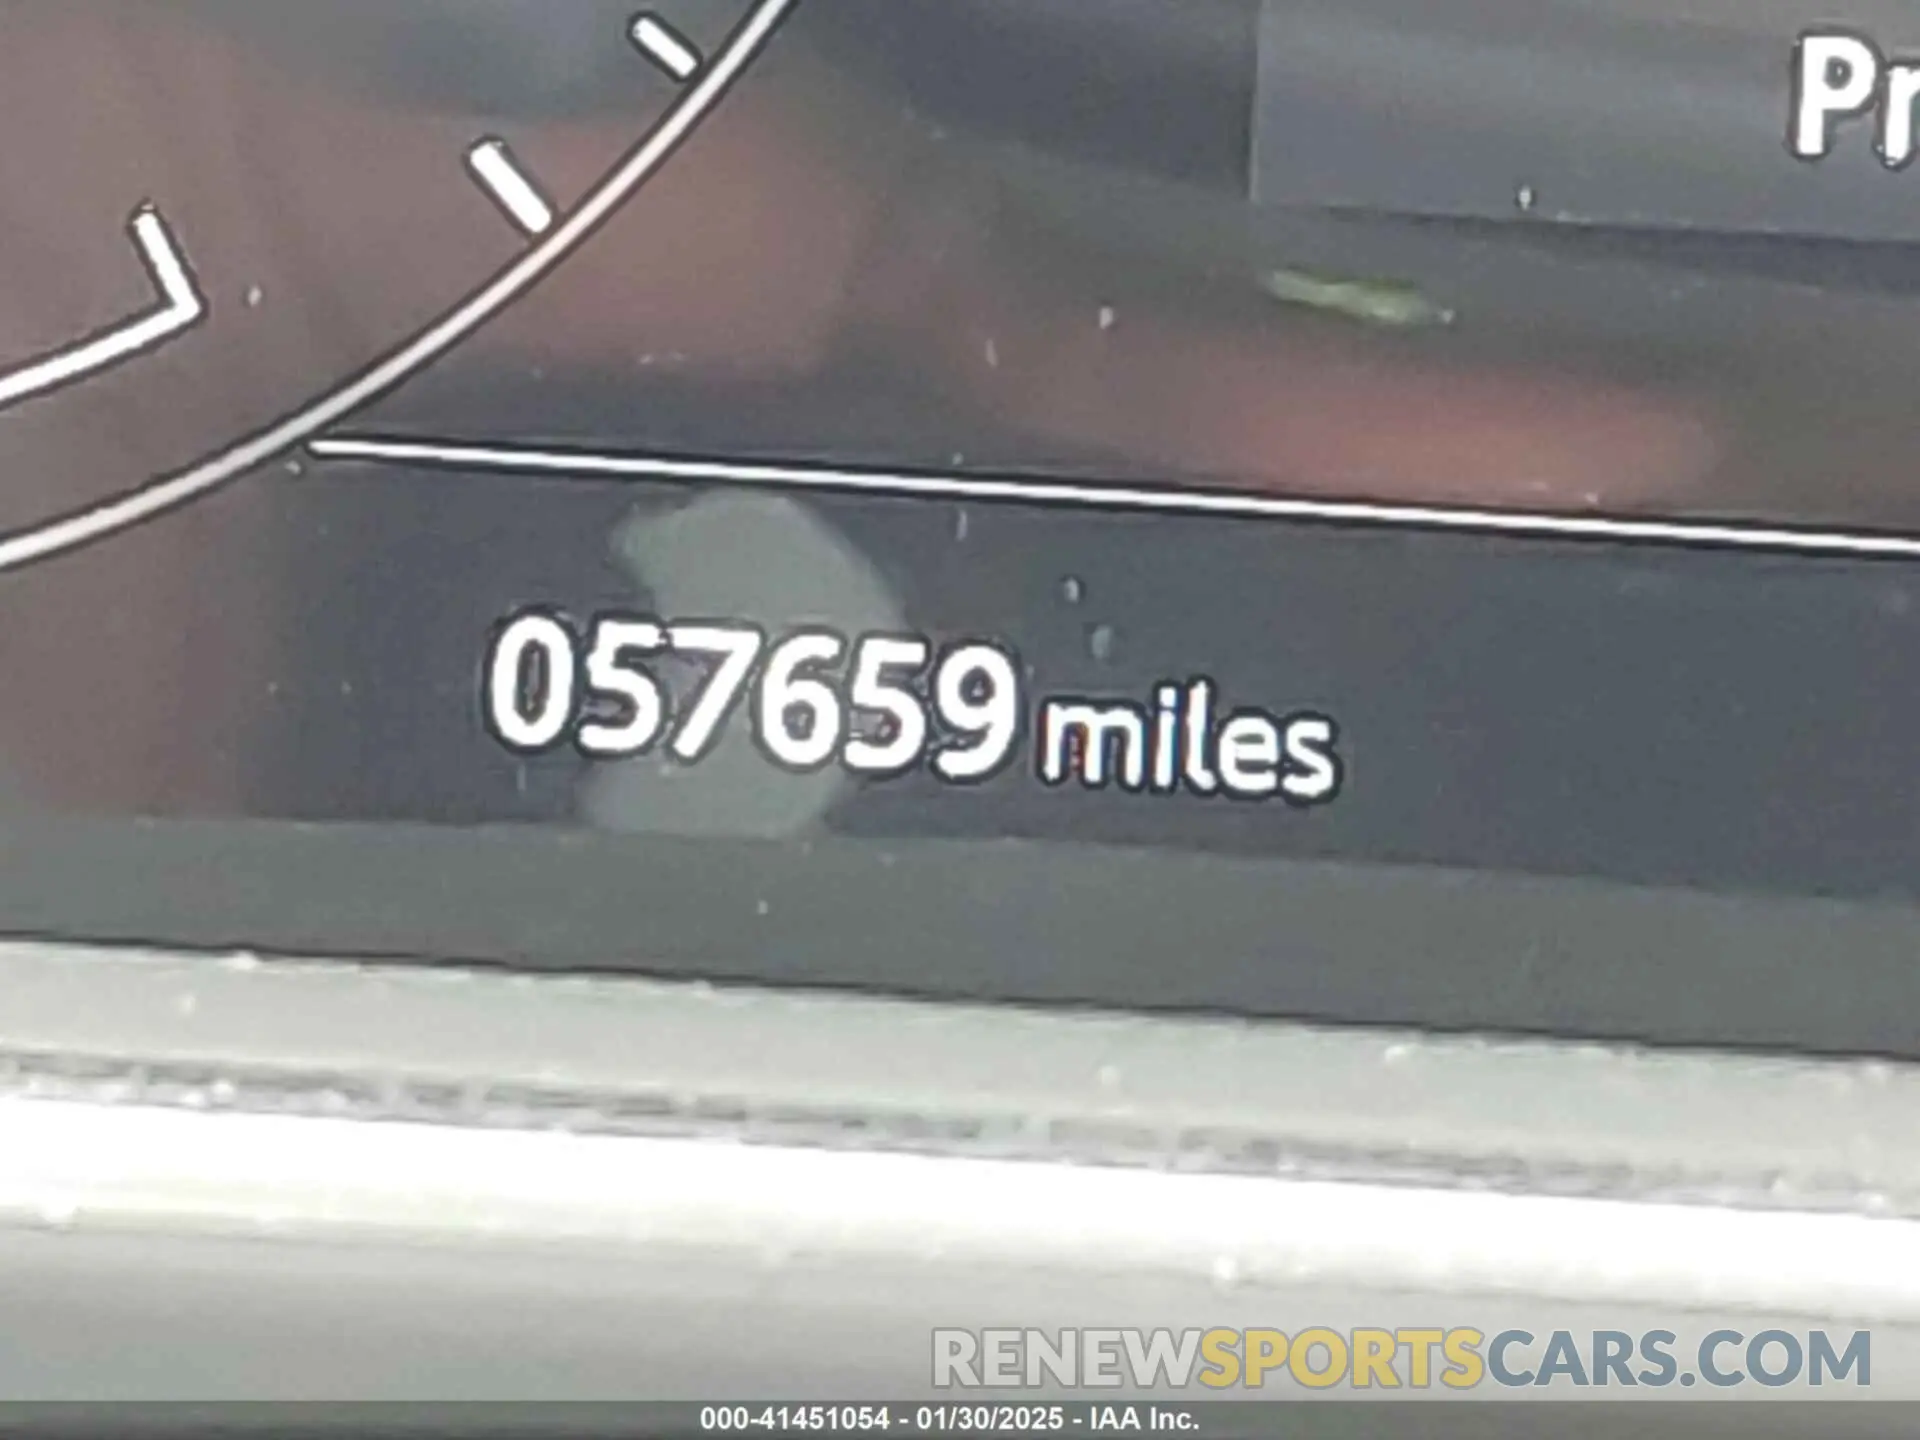 Pr
057659 miles
RENEWSPORTSCARS.COM
000-41451054 - 01/30/2025 - IAA Inc.